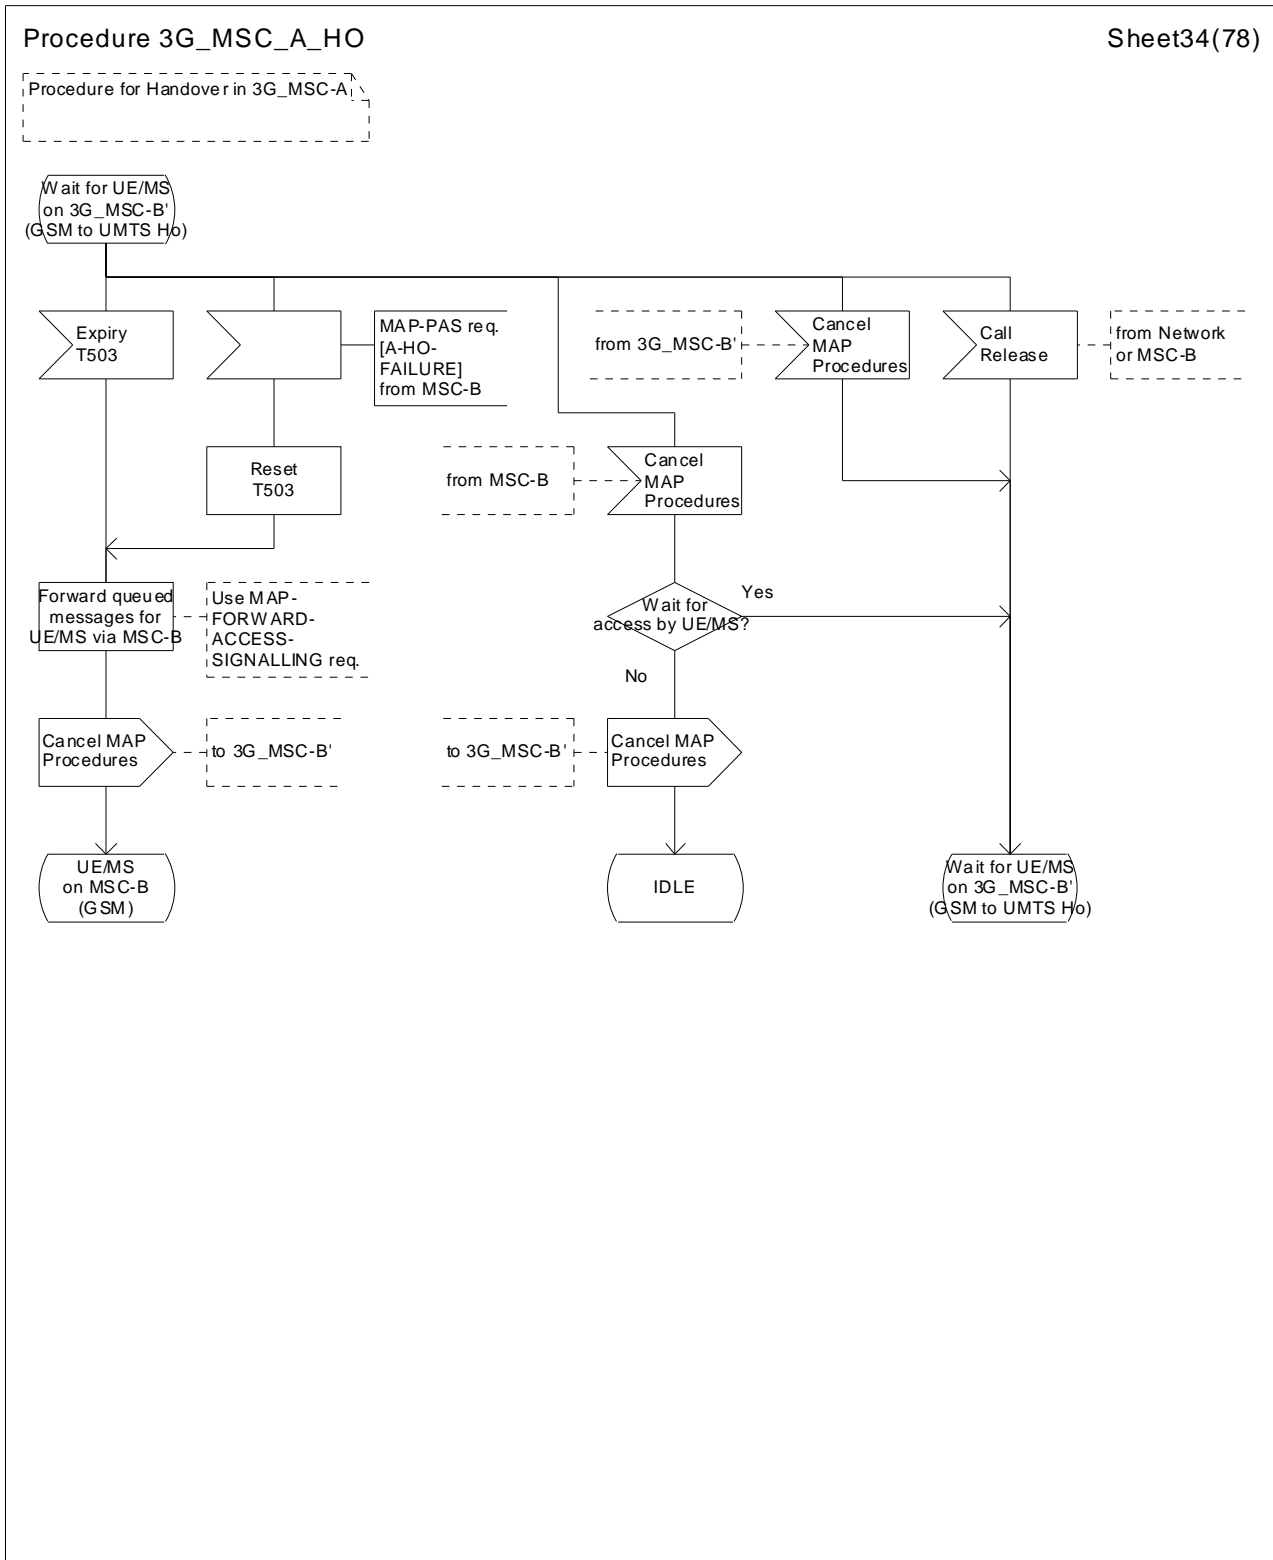 Procedure 3G_MSC_A_HO
Sheet34(78)
Procedure for Handover in 3G_MSC-A
Wait for UE/MS
on 3G_MSC-B'
(GSM to UMTS Ho)
Expiry
T503
MAP-PAS req.
[A-HO-
FAILURE]
from MSC-B
from 3G_MSC-B'
Cancel
MAP
Procedures
Call
Release
from Network
or MSC-B
Reset
T503
from MSC-B
Cancel
MAP
Procedures
Forward queued
messages for
UE/MS via MSC-B
Use MAP-
FORWARD-
ACCESS-
SIGNALLING req.
Wait for
access by UE/MS?
Yes
No
Cancel MAP
Procedures
to 3G_MSC-B'
to 3G_MSC-B'
Cancel MAP
Procedures
UE/MS
on MSC-B
(GSM)
IDLE
Wait for UE/MS
on 3G_MSC-B'
(GSM to UMTS Ho)